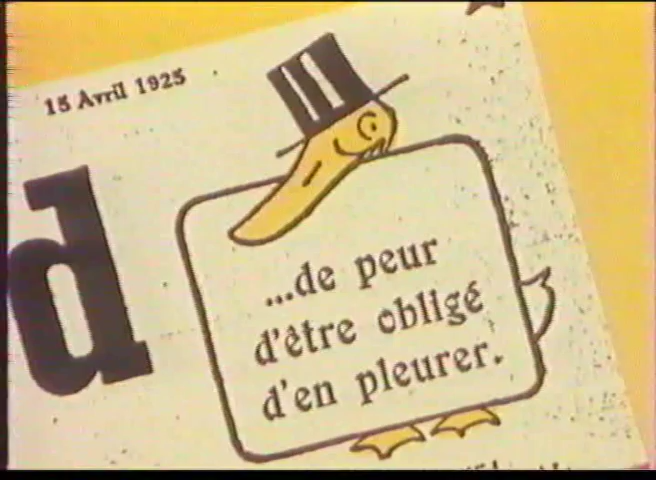 15 Avril 1925
d
...de peur
d'être obligé
d'en pleurer.